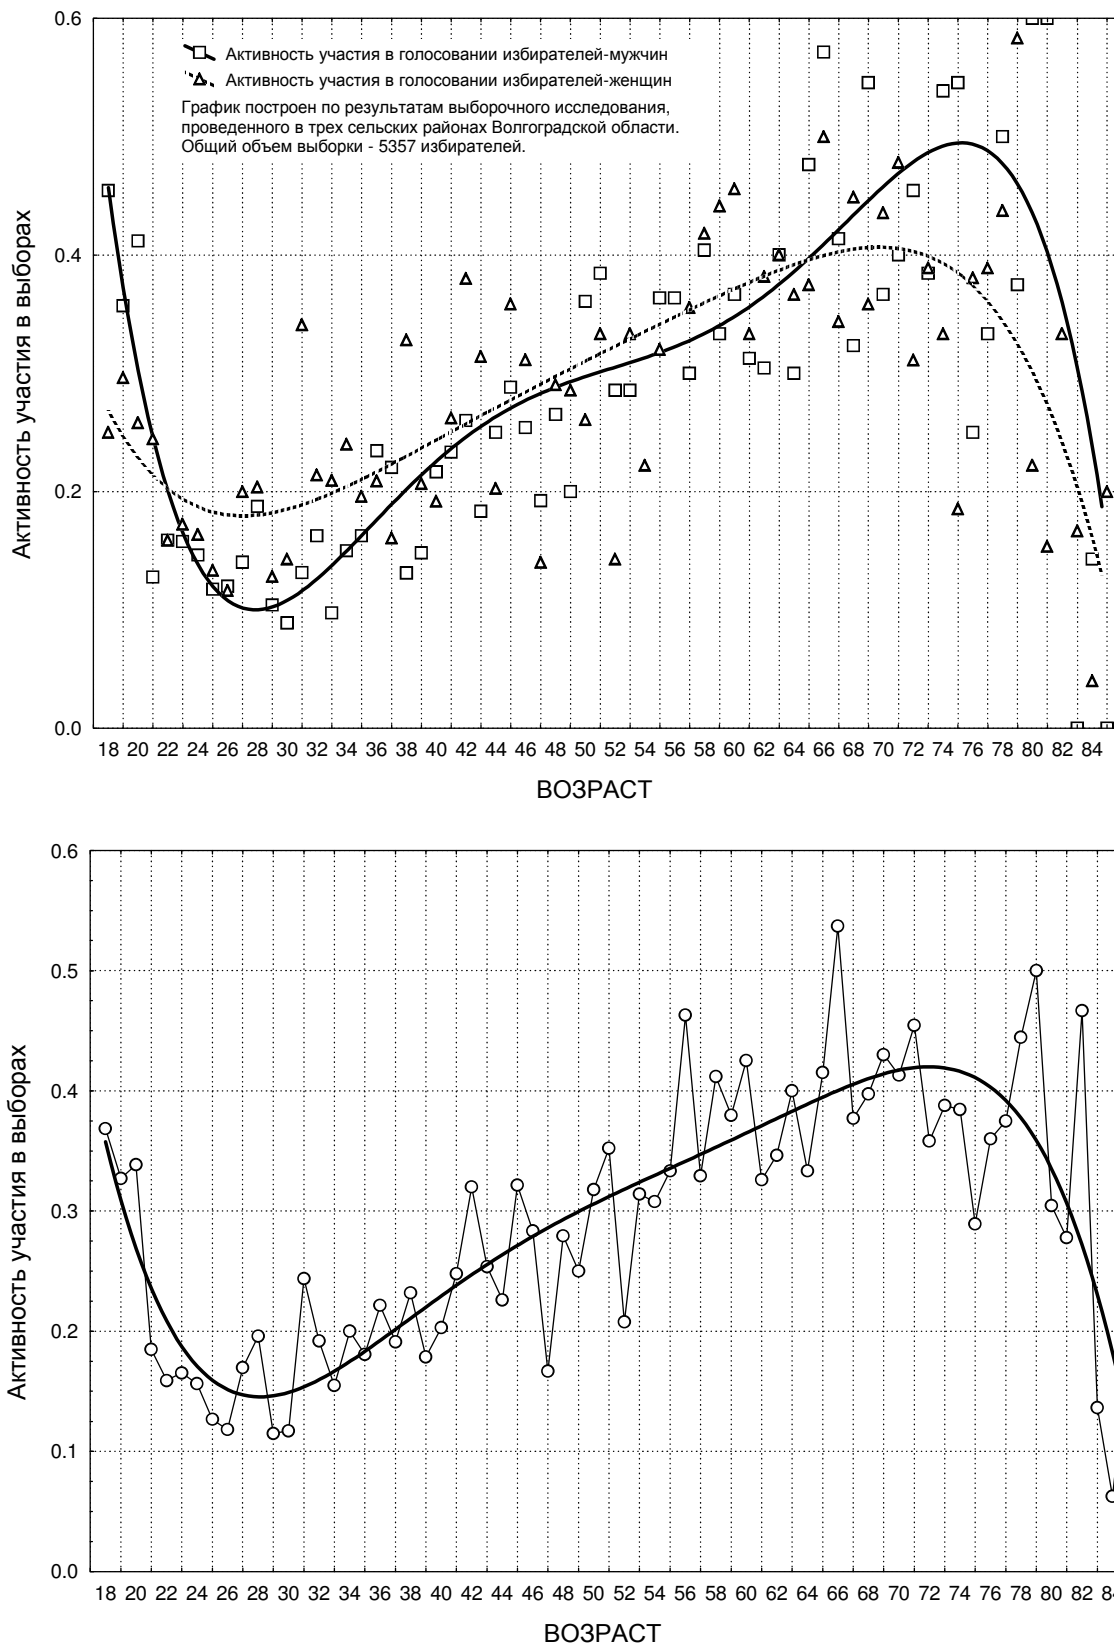 0.6
Активность участия в голосовании избирателей-мужчин
Активность участия в голосовании избирателей-женщин
График построен по результатам выборочного исследования,
проведенного в трех сельских районах Волгоградской области.
Общий объем выборки - 5357 избирателей.
0.4
0.2
0.0
Активность участия в выборах
18 20 22 24 26 28 30 32 34 36 38 40 42 44 46 48 50 52 54 56 58 60 62 64 66 68 70 72 74 76 78 80 82 84
ВОЗРАСТ
0.6
0.5
0.4
0.3
0.2
0.1
0.0
Активность участия в выборах
18 20 22 24 26 28 30 32 34 36 38 40 42 44 46 48 50 52 54 56 58 60 62 64 66 68 70 72 74 76 78 80 82 84
ВОЗРАСТ